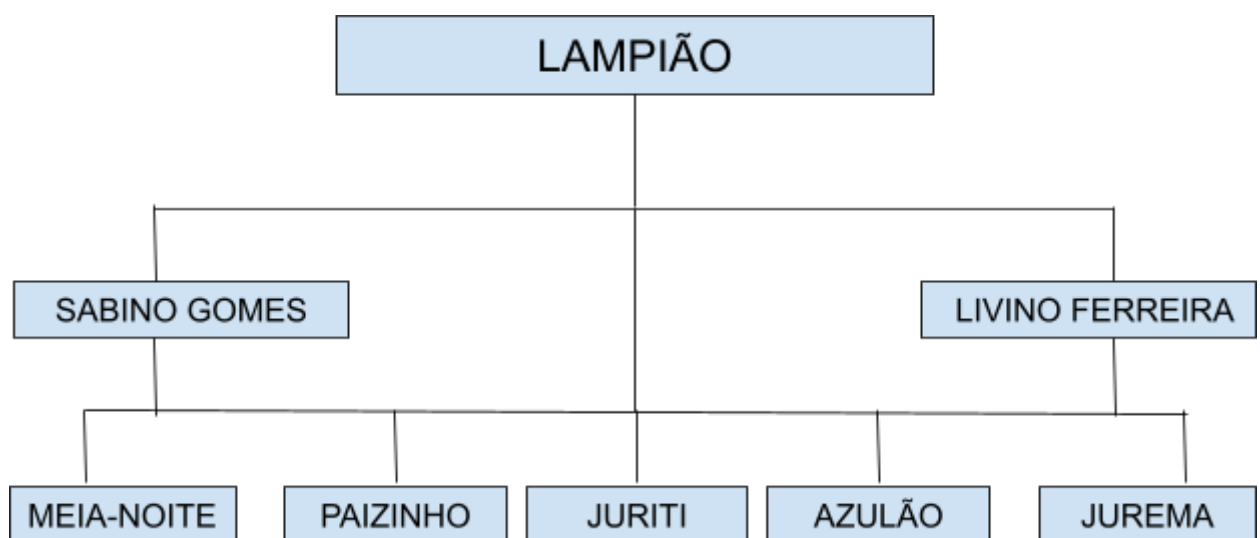 LAMPIÃO
SABINO GOMES
LIVINO FERREIRA
MEIA-NOITE
PAIZINHO
JURITI
AZULÃO
JUREMA